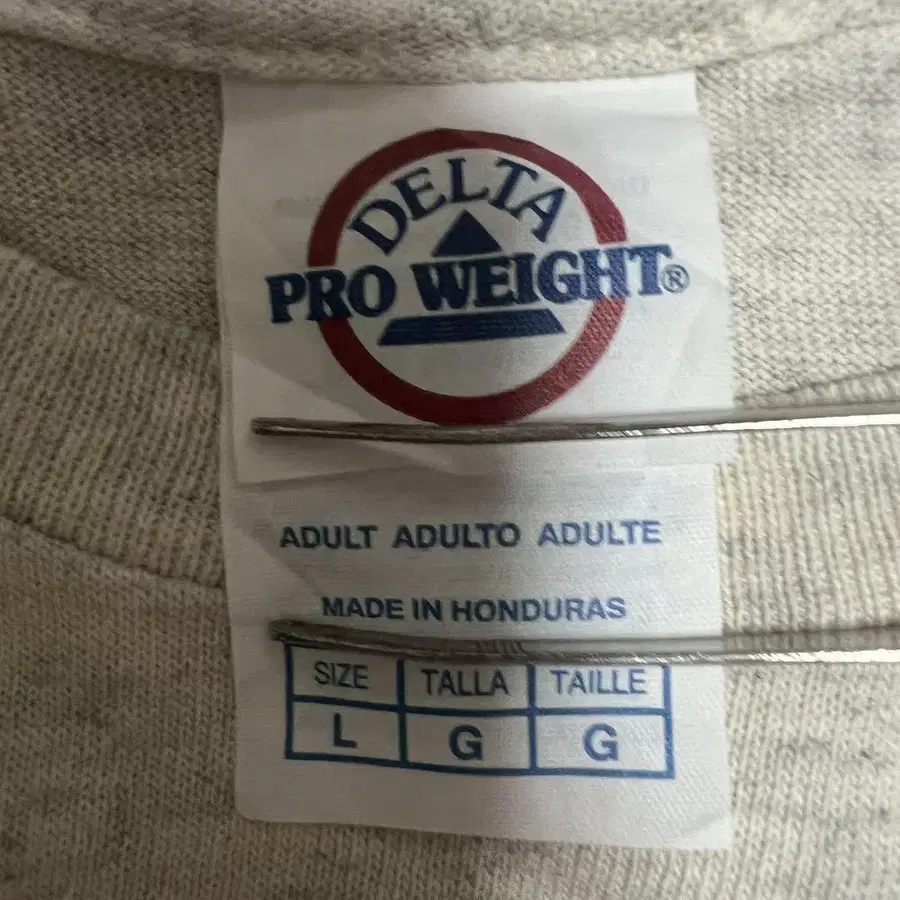 DELTA
PRO WEIGHT®
ADULT ADULTO ADULTE
MADE IN HONDURAS
SIZE TALLA TAILLE
L G G